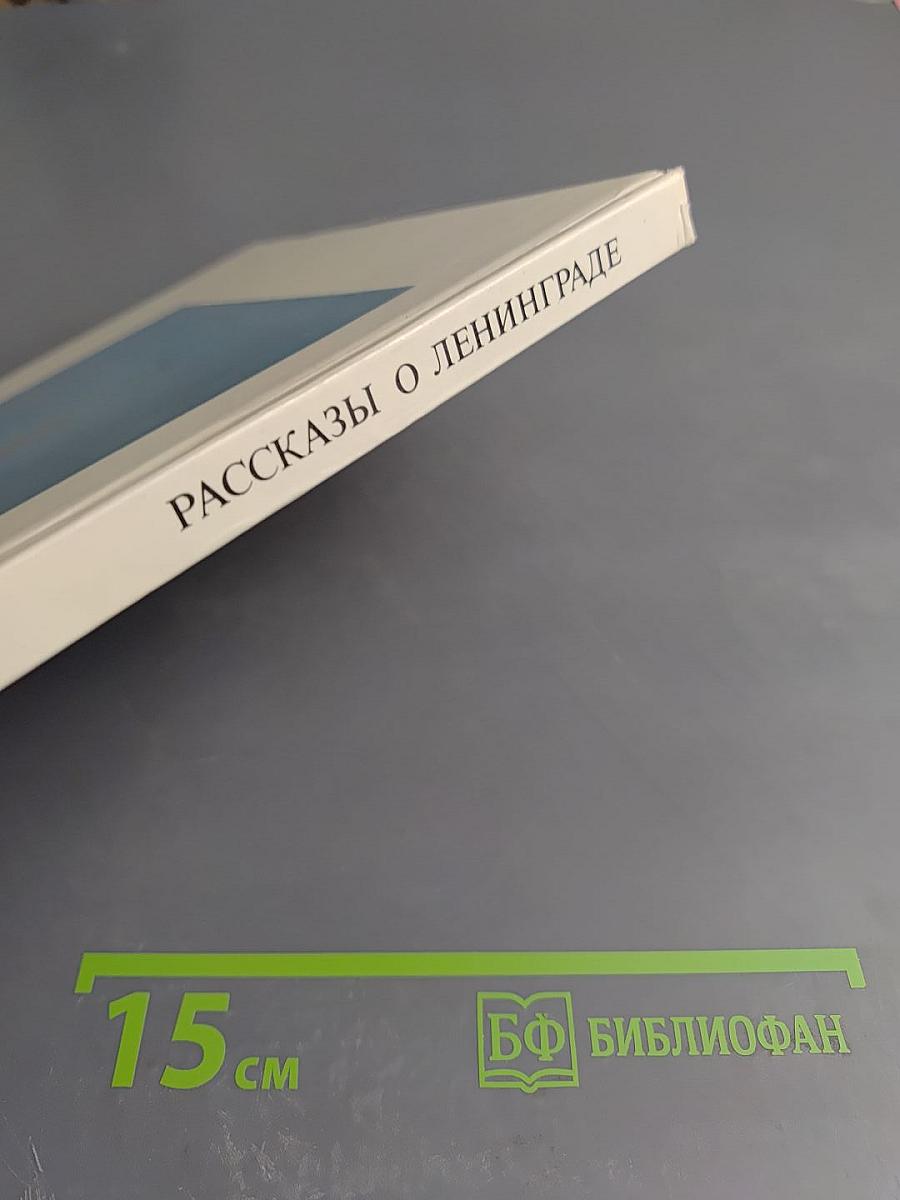 РАССКАЗЫ О ЛЕНИНГРАДЕ
15 см
БФ БИБЛИОФАН